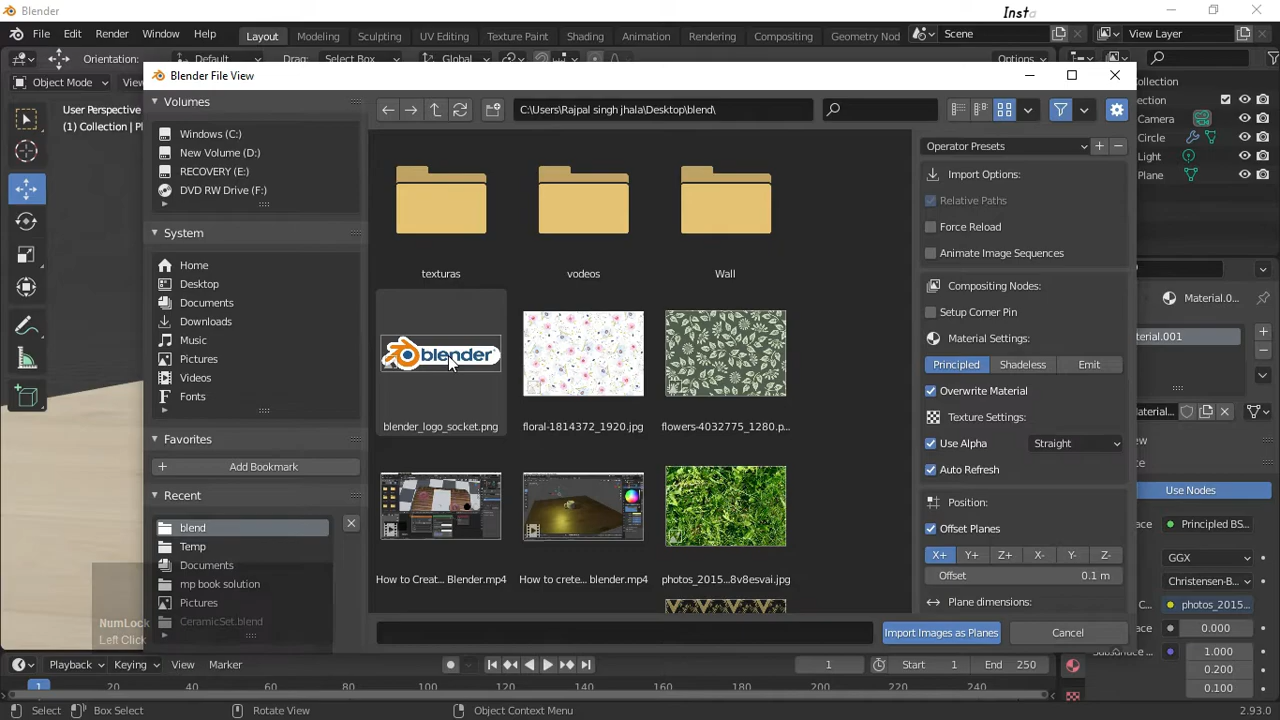 Blender
Insta
File Edit Render Window Help
Layout Modeling Sculpting UV Editing Texture Paint Shading Animation Rendering Compositing Geometry Nod
Scene
View Layer
Orientation: Default Drag: Select Box Global Options
Object Mode View
User Perspective
(1) Collection | Pl
Blender File View
Volumes
Windows (C:)
New Volume (D:)
RECOVERY (E:)
DVD RW Drive (F:)
System
Home
Desktop
Documents
Downloads
Music
Pictures
Videos
Fonts
Favorites
Add Bookmark
Recent
blend
Temp
Documents
mp book solution
Pictures
CeramicSet.blend
C:\Users\Rajpal singh jhala\Desktop\blend\
texturas
vodeos
Wall
blender
blender_logo_socket.png
floral-1814372_1920.jpg
flowers-4032775_1280.p...
How to Creat... Blender.mp4
How to crete... blender.mp4
photos_2015...8v8esvai.jpg
Import Images as Planes
Cancel
Operator Presets
Import Options:
Relative Paths
Force Reload
Animate Image Sequences
Compositing Nodes:
Setup Corner Pin
Material Settings:
Principled Shadeless Emit
Overwrite Material
Texture Settings:
Use Alpha Straight
Auto Refresh
Position:
Offset Planes
X+ Y+ Z+ X- Y- Z-
Offset 0.1 m
Plane dimensions:
ollection
ection
Camera
Circle
Light
Plane
Material.0...
aterial.001
aterial...
Use Nodes
Principled BS...
GGX
Christensen-B...
photos_2015...
0.000
1.000
0.200
0.100
NumLock
Left Click
Playback Keying View Marker
1
Start 1
End 250
1 20 40 60 80 100 120 140 160 180 200 220 240
Select Box Select Rotate View Object Context Menu
2.93.0